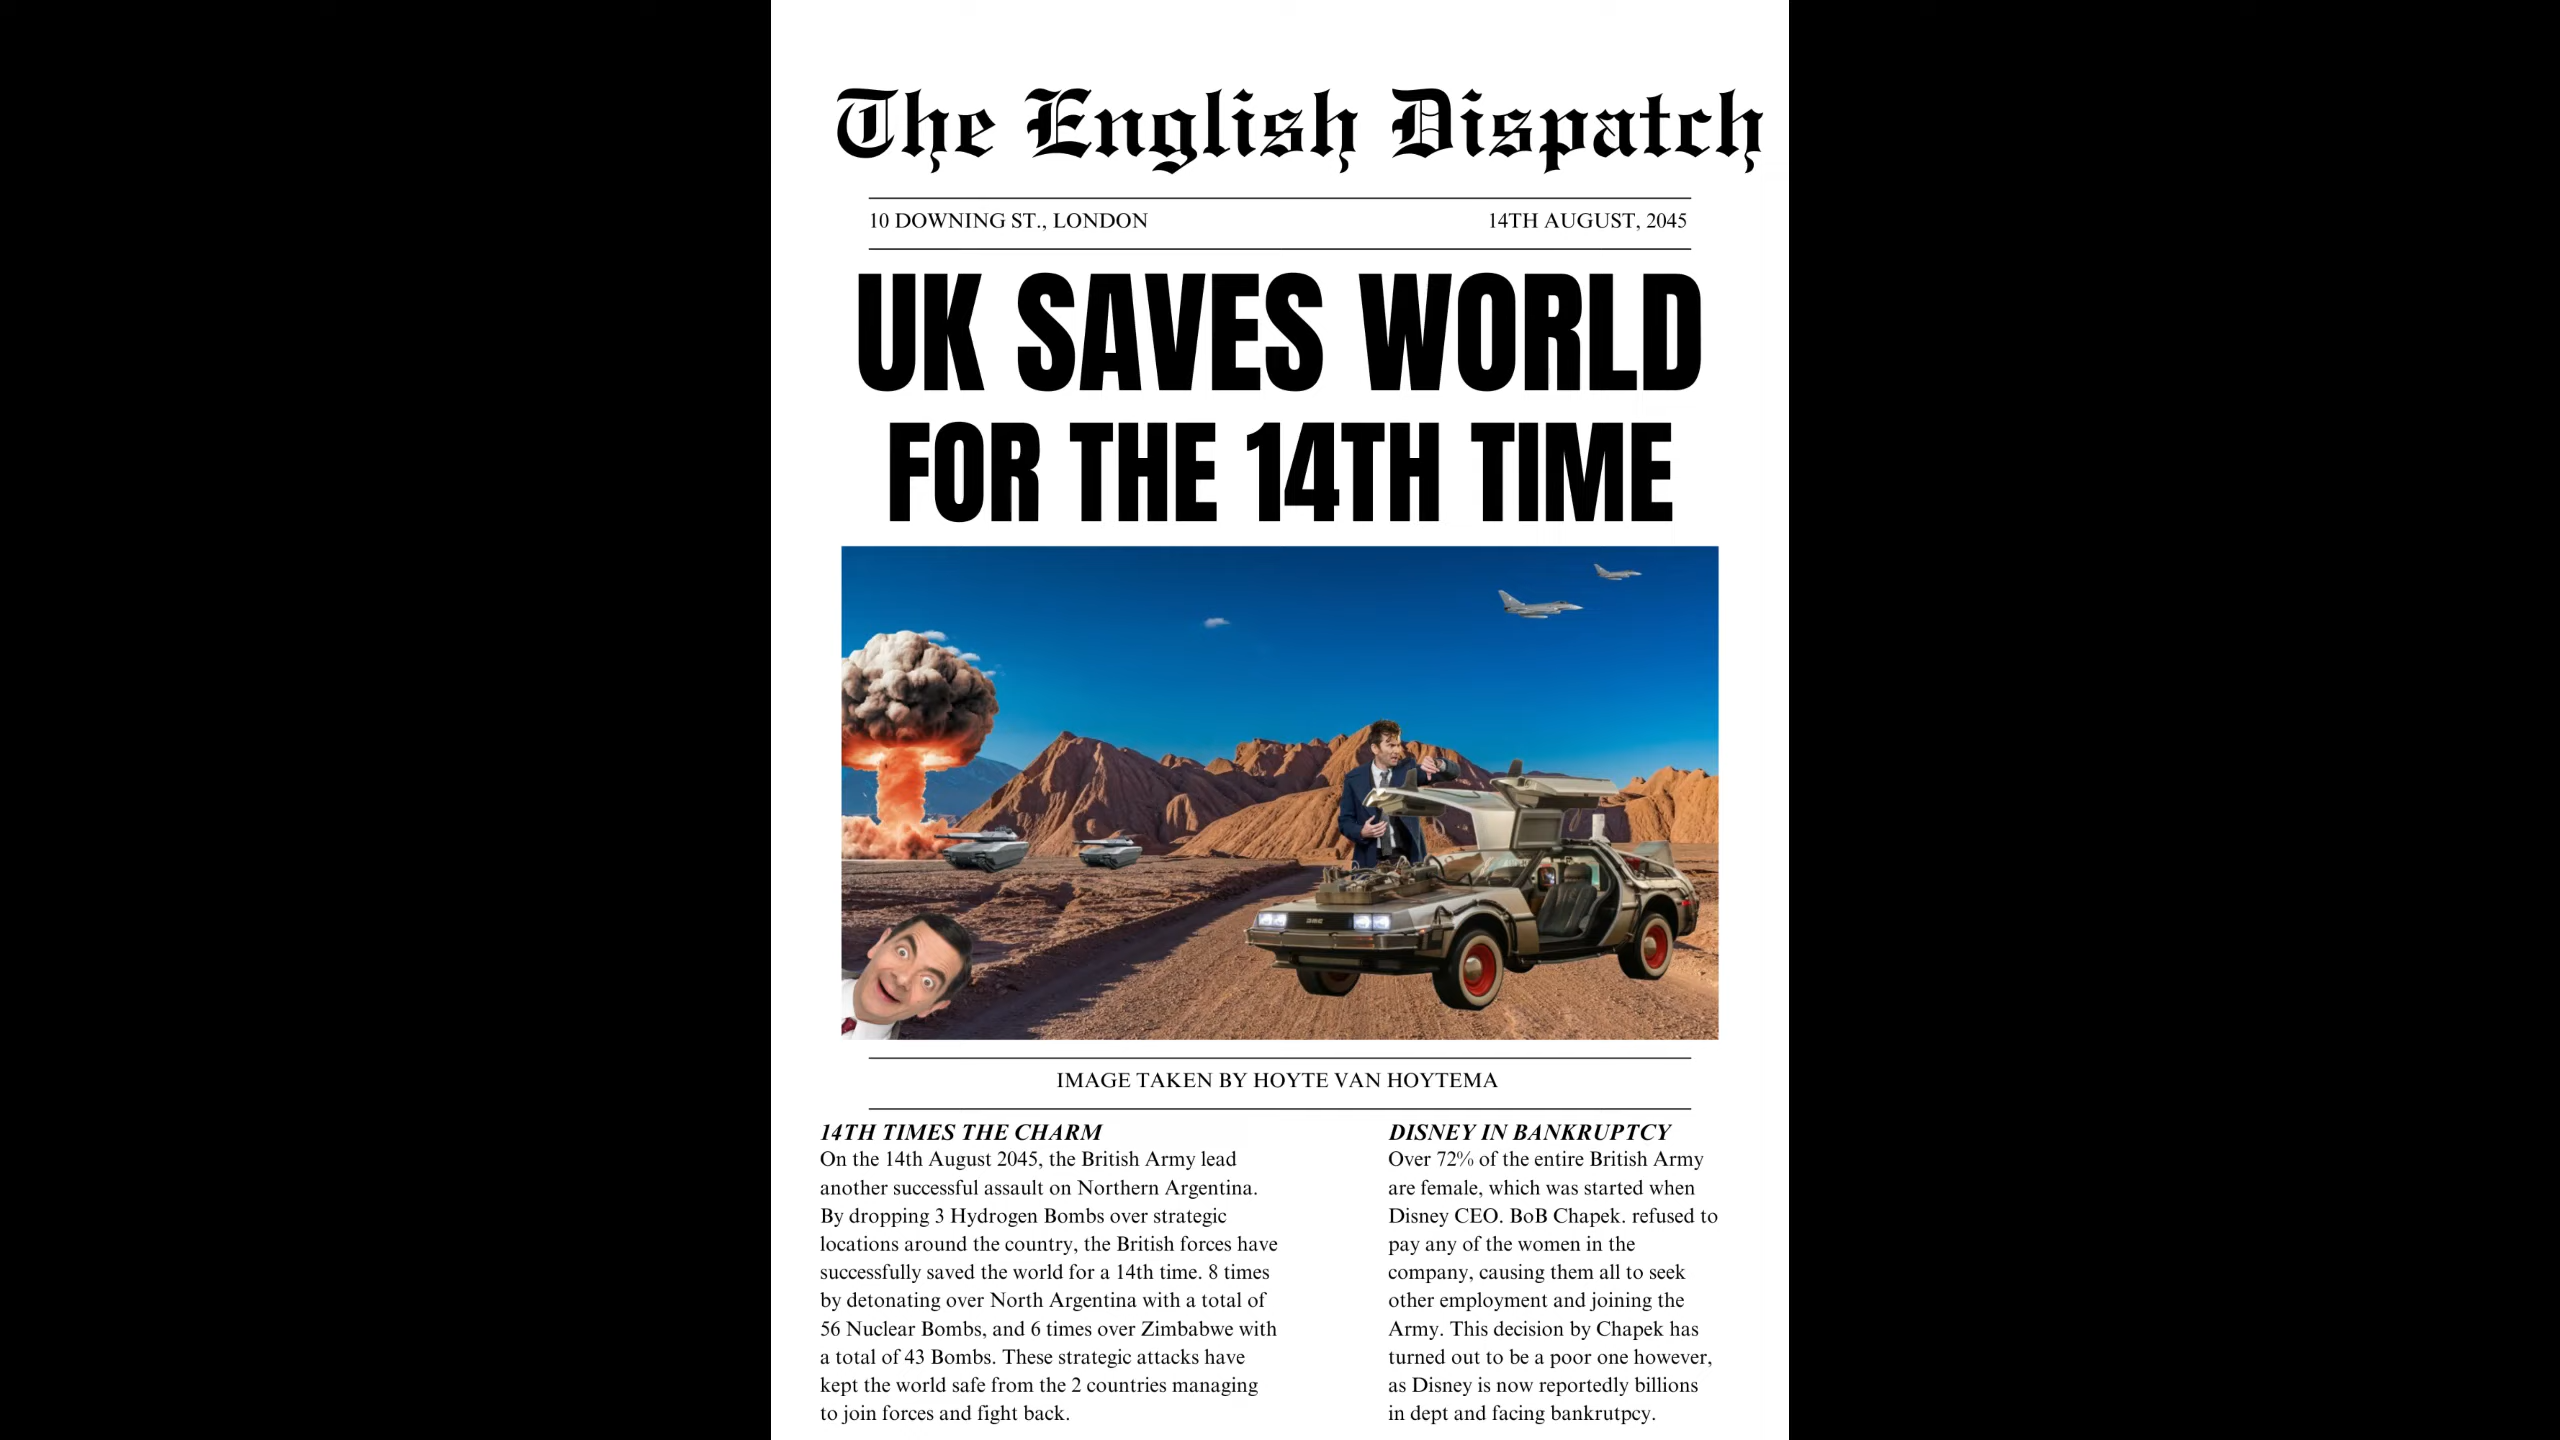 The English Dispatch
10 DOWNING ST., LONDON
14TH AUGUST, 2045
UK SAVES WORLD
FOR THE 14TH TIME
DMC
IMAGE TAKEN BY HOYTE VAN HOYTEMA
14TH TIMES THE CHARM
On the 14th August 2045, the British Army lead
another successful assault on Northern Argentina.
By dropping 3 Hydrogen Bombs over strategic
locations around the country, the British forces have
successfully saved the world for a 14th time. 8 times
by detonating over North Argentina with a total of
56 Nuclear Bombs, and 6 times over Zimbabwe with
a total of 43 Bombs. These strategic attacks have
kept the world safe from the 2 countries managing
to join forces and fight back.
DISNEY IN BANKRUPTCY
Over 72% of the entire British Army
are female, which was started when
Disney CEO. BoB Chapek. refused to
pay any of the women in the
company, causing them all to seek
other employment and joining the
Army. This decision by Chapek has
turned out to be a poor one however,
as Disney is now reportedly billions
in dept and facing bankrutpcy.